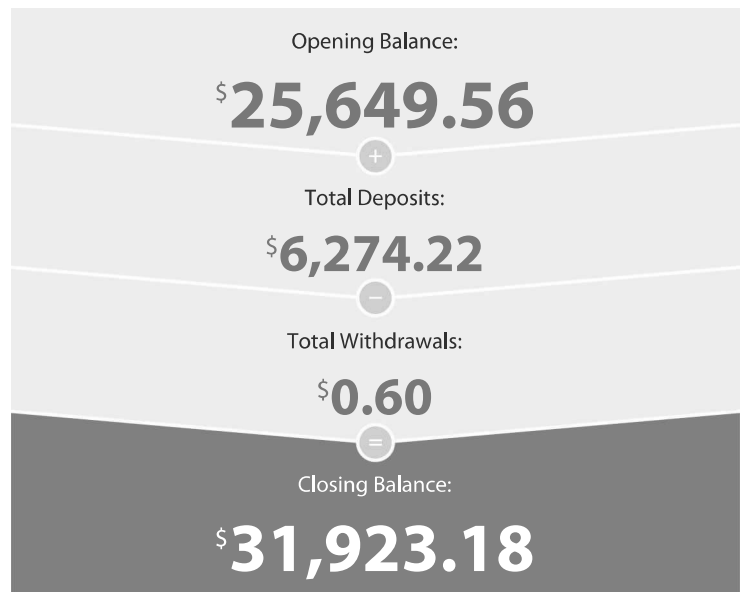 Opening Balance:
$25,649.56
+
Total Deposits:
$6,274.22
−
Total Withdrawals:
$0.60
=
Closing Balance:
$31,923.18